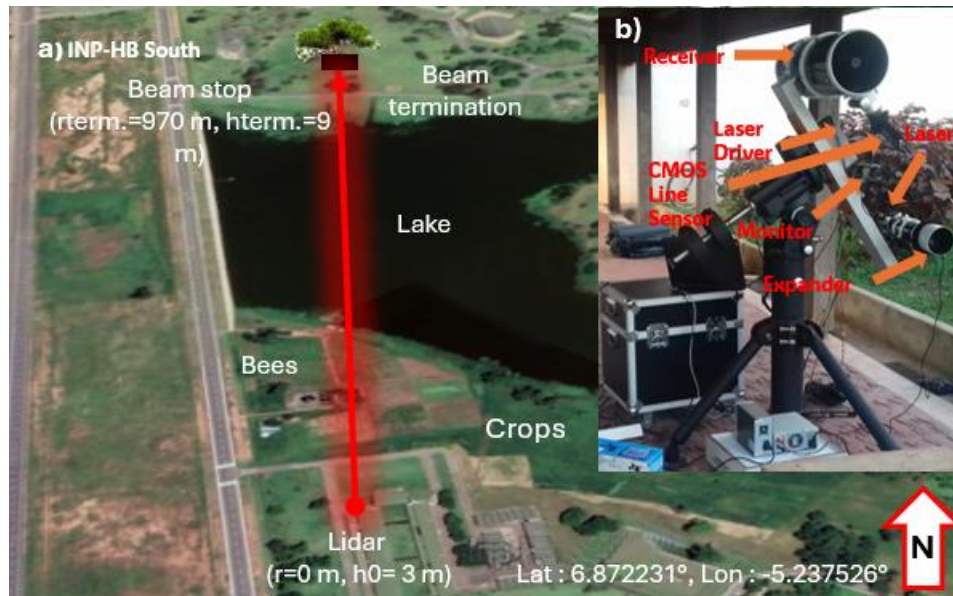 a) INP-HB South
Beam stop
(rterm.=970 m, hterm.=9
m)
Beam
termination
Lake
Bees
Crops
Lidar
(r=0 m, h0= 3 m)
Lat : 6.872231°, Lon : -5.237526°
N
b)
Receiver
Laser
Driver
Laser
CMOS
Line
Sensor
Monitor
Expander